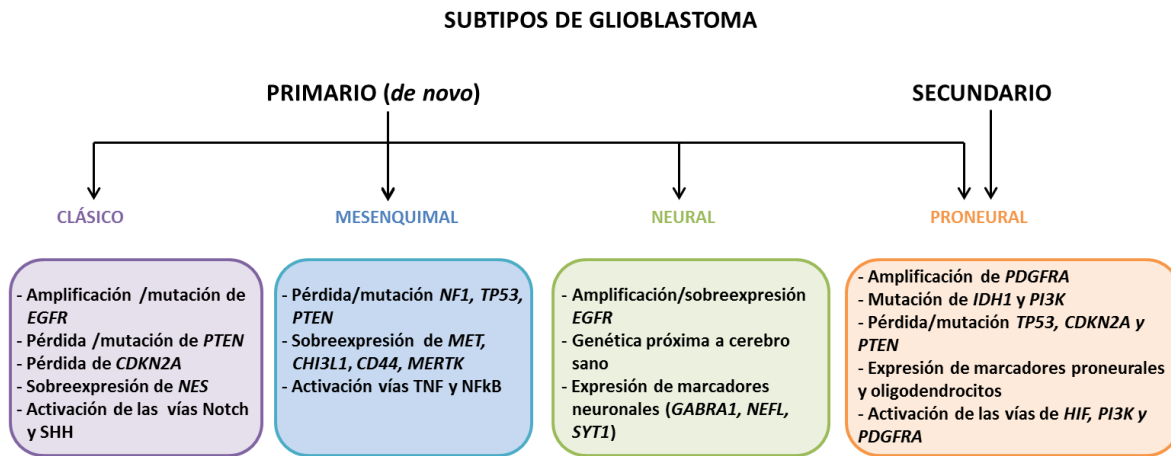 SUBTIPOS DE GLIOBLASTOMA
PRIMARIO (de novo)
SECUNDARIO
CLÁSICO
MESENQUIMAL
NEURAL
PRONEURAL
- Amplificación /mutación de
EGFR
- Pérdida /mutación de PTEN
- Pérdida de CDKN2A
- Sobreexpresión de NES
- Activación de las vías Notch
y SHH
- Pérdida/mutación NF1, TP53,
PTEN
- Sobreexpresión de MET,
CHI3L1, CD44, MERTK
- Activación vías TNF y NFkB
- Amplificación/sobreexpresión
EGFR
- Genética próxima a cerebro
sano
- Expresión de marcadores
neuronales (GABRA1, NEFL,
SYT1)
- Amplificación de PDGFRA
- Mutación de IDH1 y PI3K
- Pérdida/mutación TP53, CDKN2A y
PTEN
- Expresión de marcadores proneurales
y oligodendrocitos
- Activación de las vías de HIF, PI3K y
PDGFRA